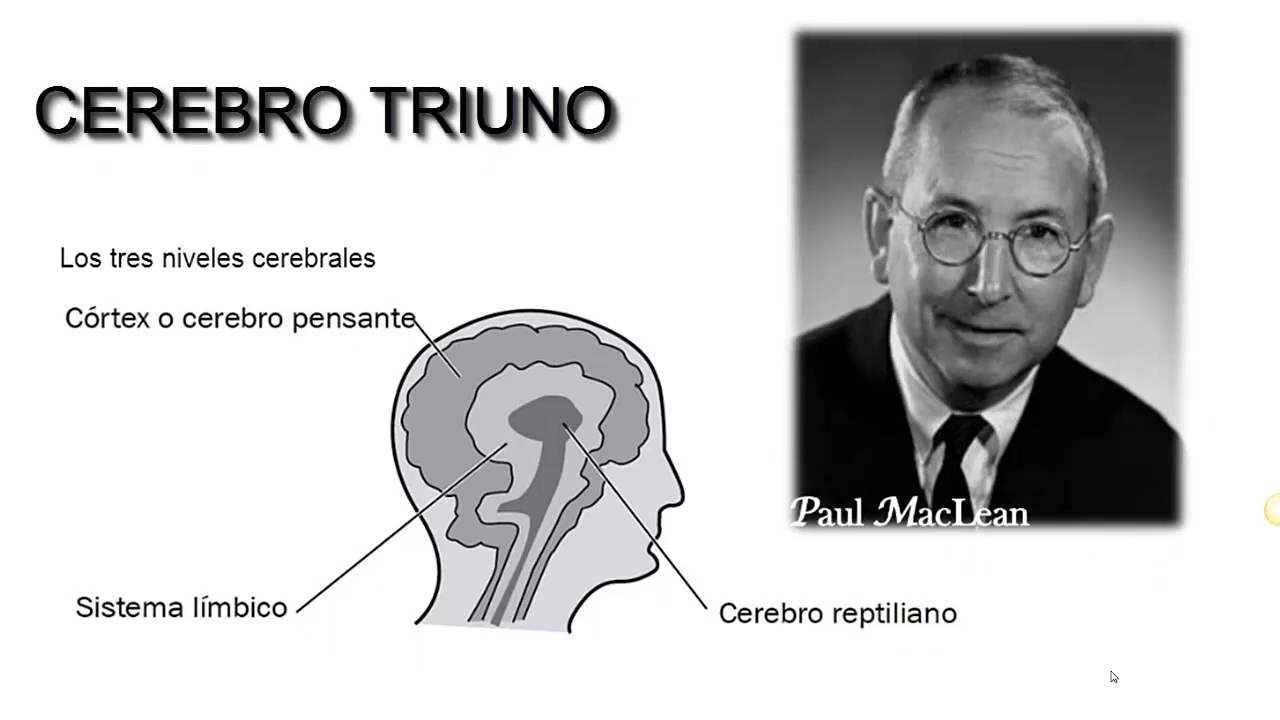 CEREBRO TRIUNO
Los tres niveles cerebrales
Córtex o cerebro pensante
Paul MacLean
Sistema límbico
Cerebro reptiliano